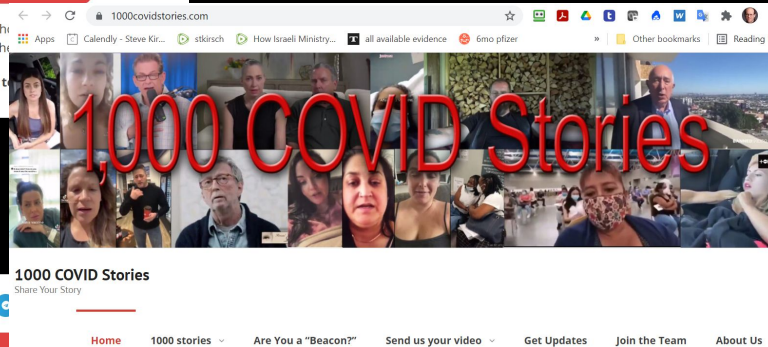 1000covidstories.com
Apps Calendly - Steve Kir... stkirsch How Israeli Ministry... all available evidence 6mo pfizer » Other bookmarks Reading
1,000 COVID Stories
1000 COVID Stories
Share Your Story
Home 1000 stories Are You a “Beacon?” Send us your video Get Updates Join the Team About Us